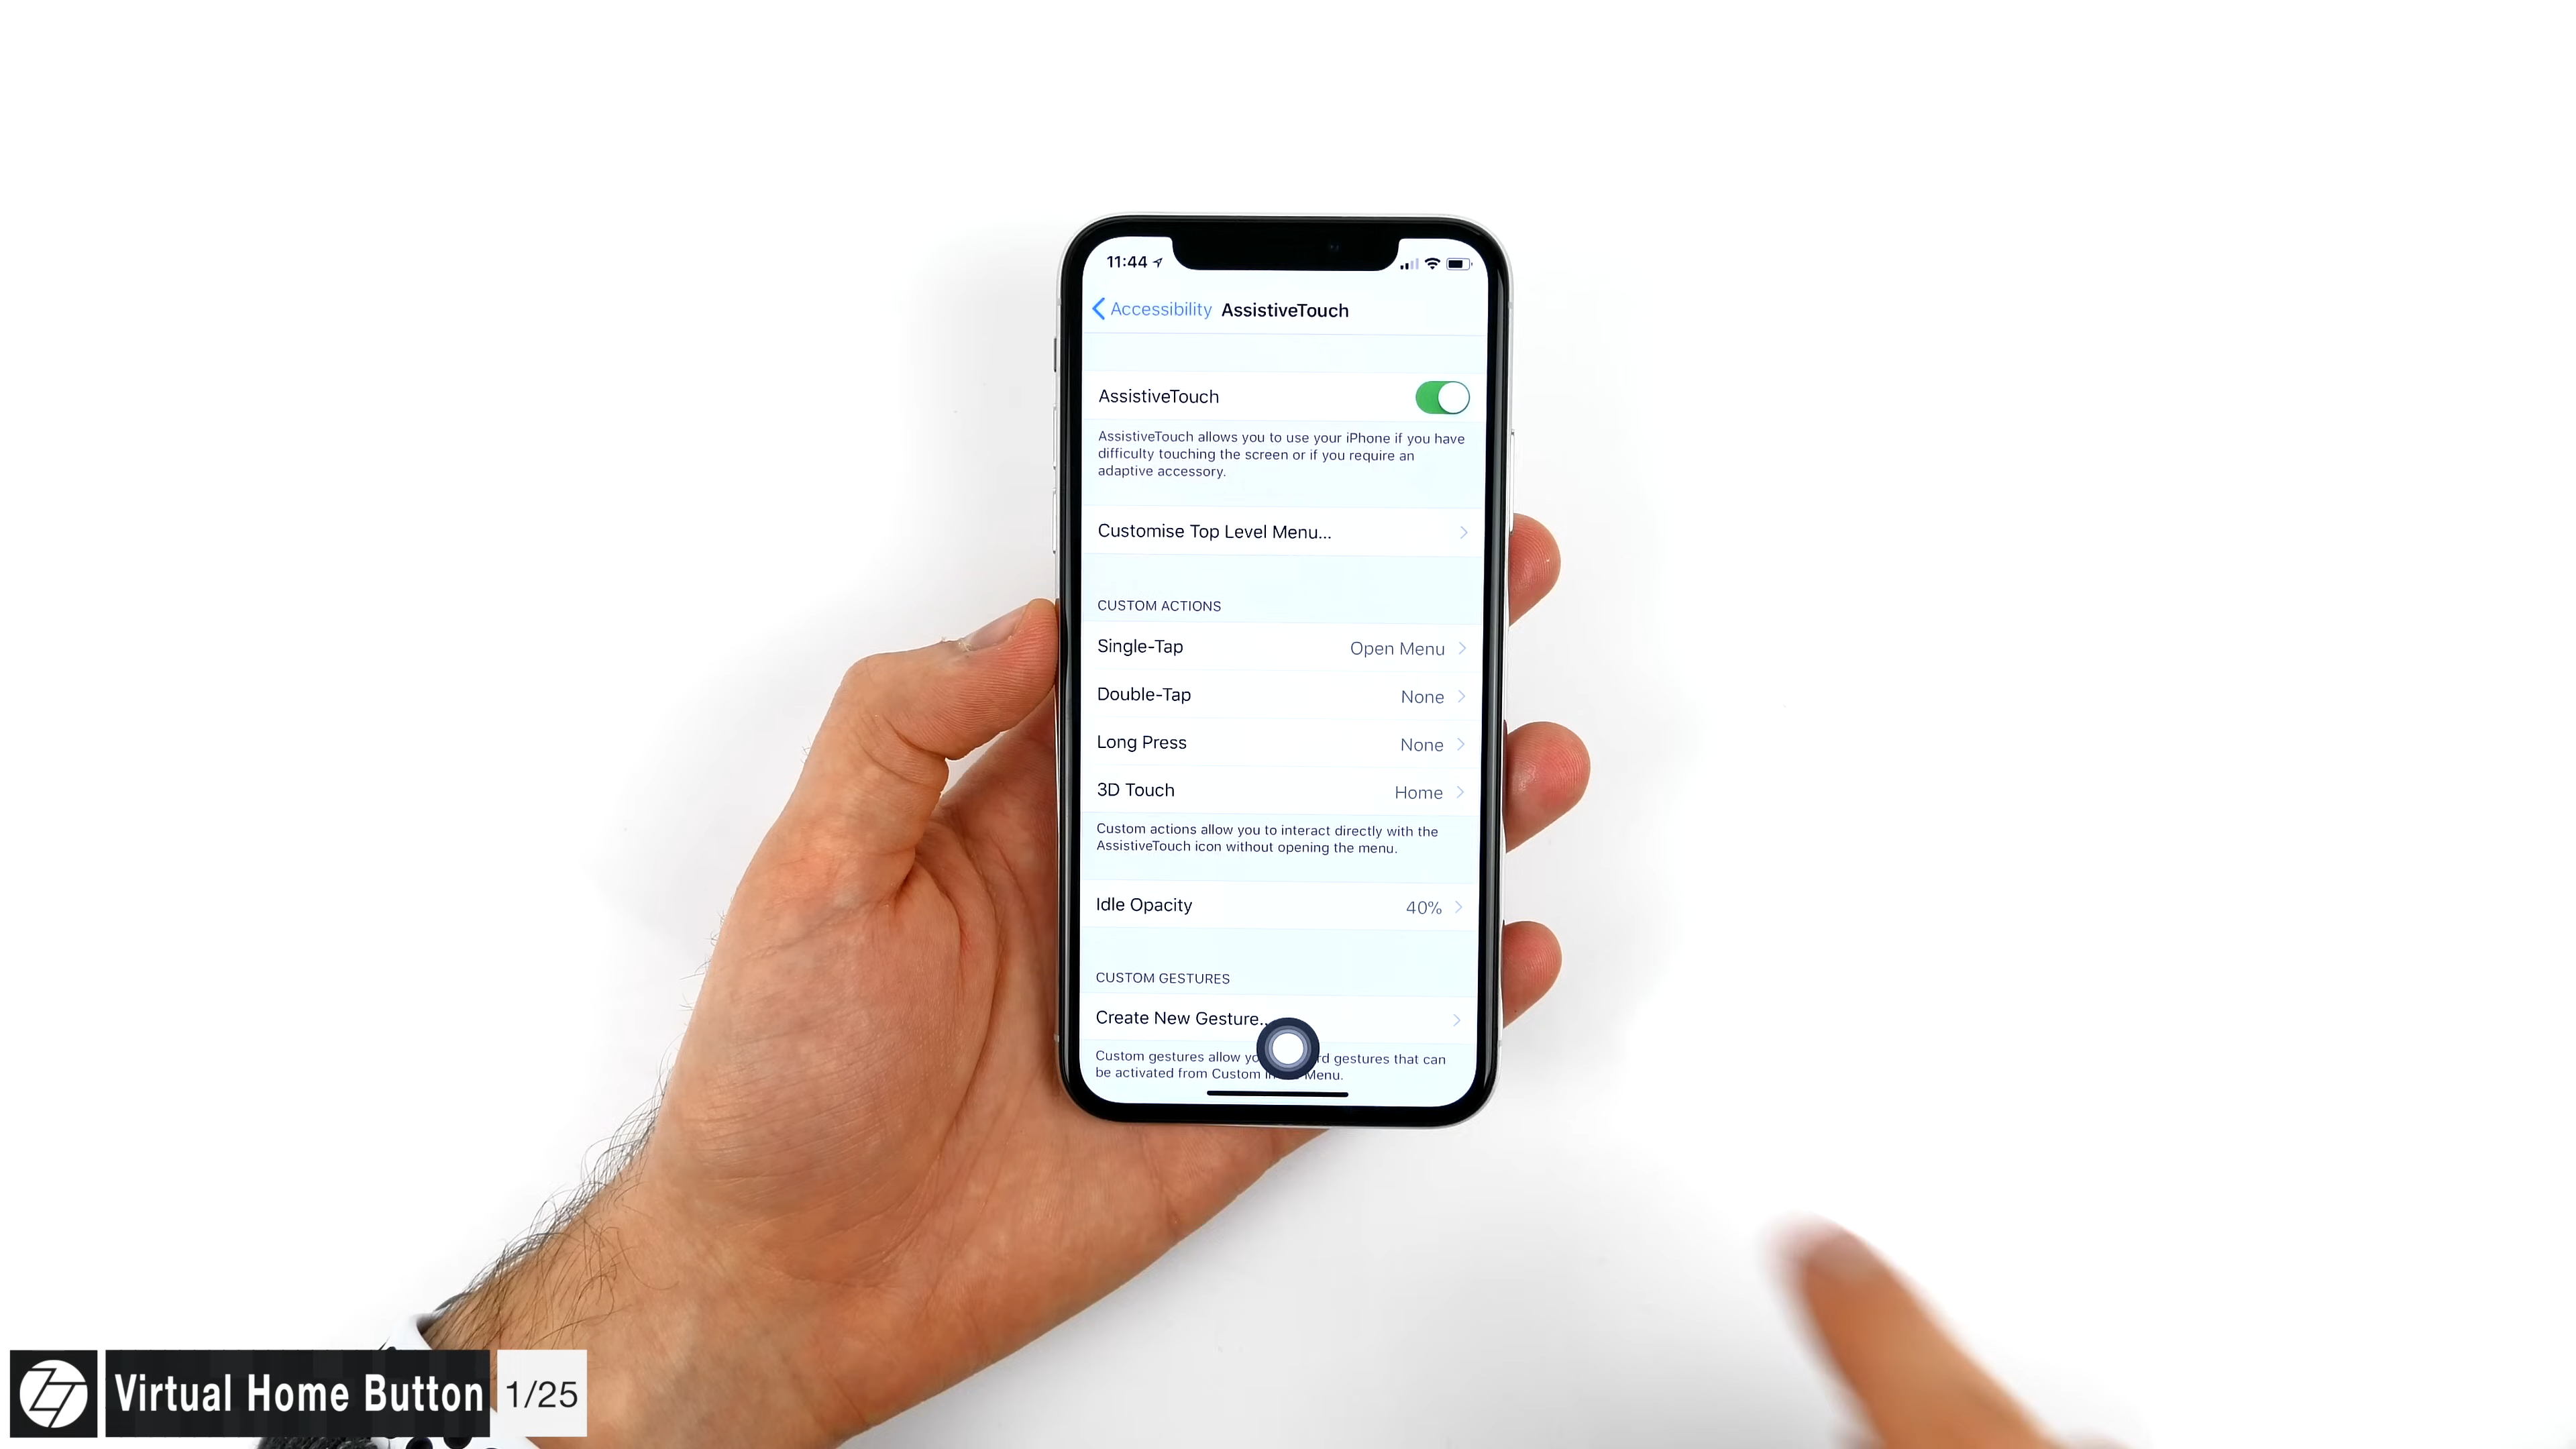 11:44
Accessibility AssistiveTouch
AssistiveTouch
AssistiveTouch allows you to use your iPhone if you have
difficulty touching the screen or if you require an
adaptive accessory.
Customise Top Level Menu...
CUSTOM ACTIONS
Single-Tap Open Menu
Double-Tap None
Long Press None
3D Touch Home
Custom actions allow you to interact directly with the
AssistiveTouch icon without opening the menu.
Idle Opacity 40%
CUSTOM GESTURES
Create New Gesture..
Custom gestures allow gestures that can
be activated from Custom Menu.
Virtual Home Button 1/25